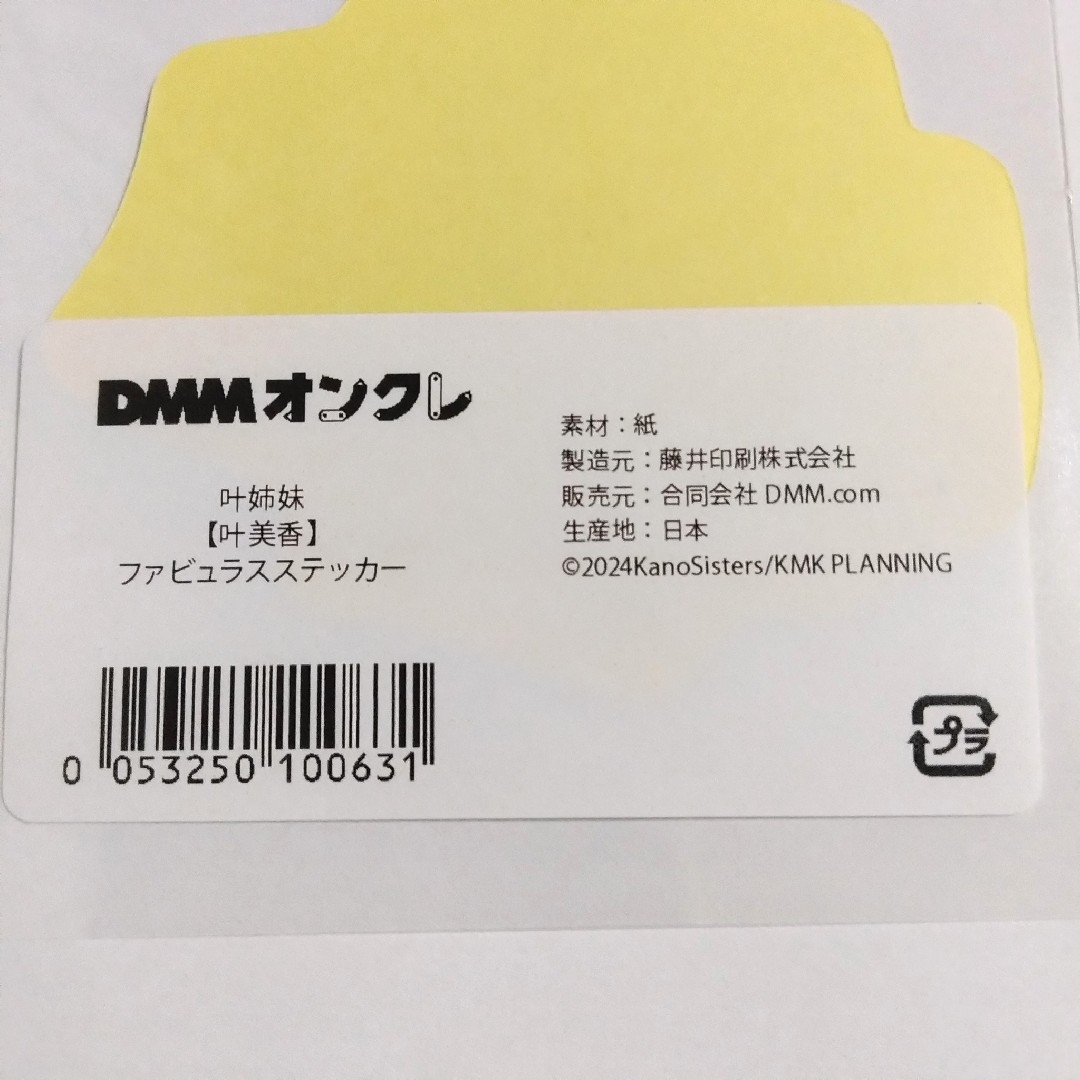 DMMオンクレ
叶姉妹
【叶美香】
ファビュラスステッカー
素材：紙
製造元：藤井印刷株式会社
販売元：合同会社 DMM.com
生産地：日本
©2024KanoSisters/KMK PLANNING
0 053250 100631
プラ